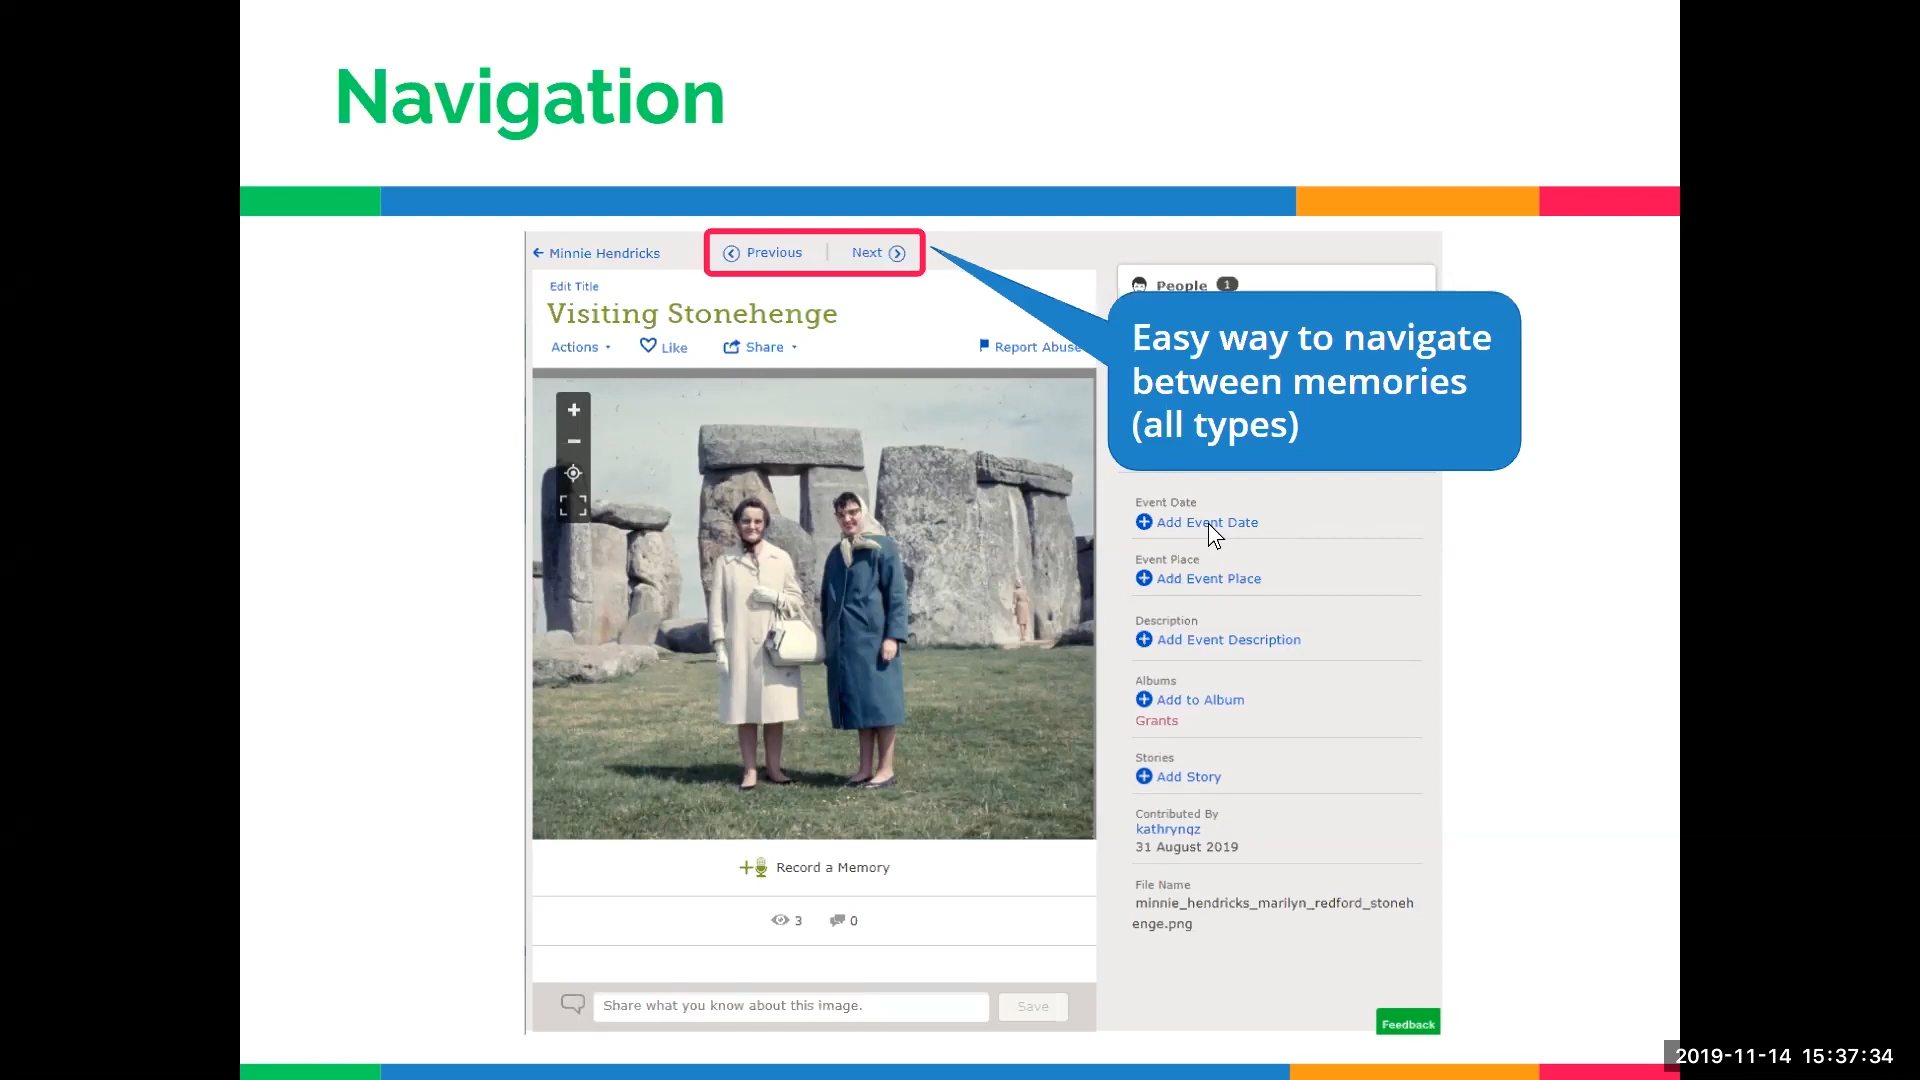 Navigation
Minnie Hendricks
Previous
Next
Edit Title
Visiting Stonehenge
Actions
Like
Share
Report Abuse
People 1
Easy way to navigate
between memories
(all types)
Event Date
Add Event Date
Event Place
Add Event Place
Description
Add Event Description
Albums
Add to Album
Grants
Stories
Add Story
Contributed By
kathryngz
31 August 2019
File Name
minnie_hendricks_marilyn_redford_stoneh
enge.png
Record a Memory
3
0
Share what you know about this image.
Save
Feedback
2019-11-14 15:37:34